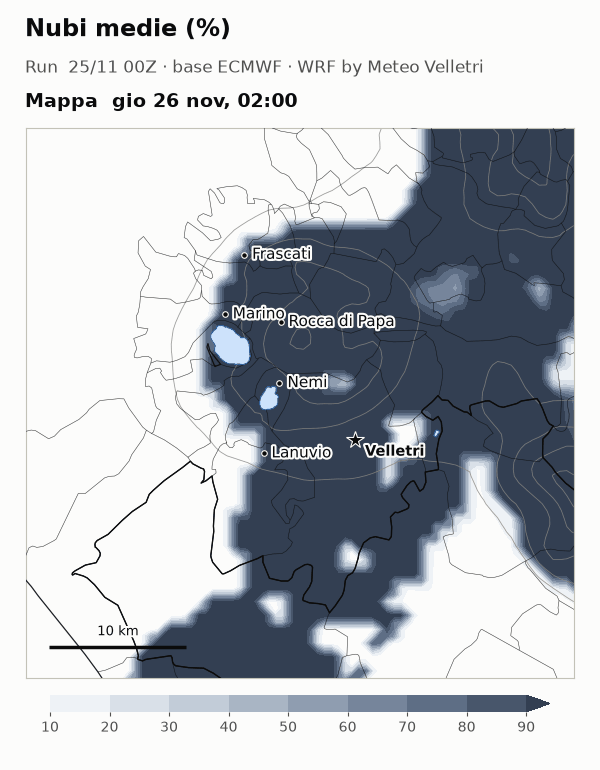 Nubi medie (%)
Run  25/11 00Z · base ECMWF · WRF by Meteo Velletri
Mappa  gio 26 nov, 02:00
Frascati
Marino
Rocca di Papa
Nemi
Velletri
Lanuvio
10 km
10 20 30 40 50 60 70 80 90